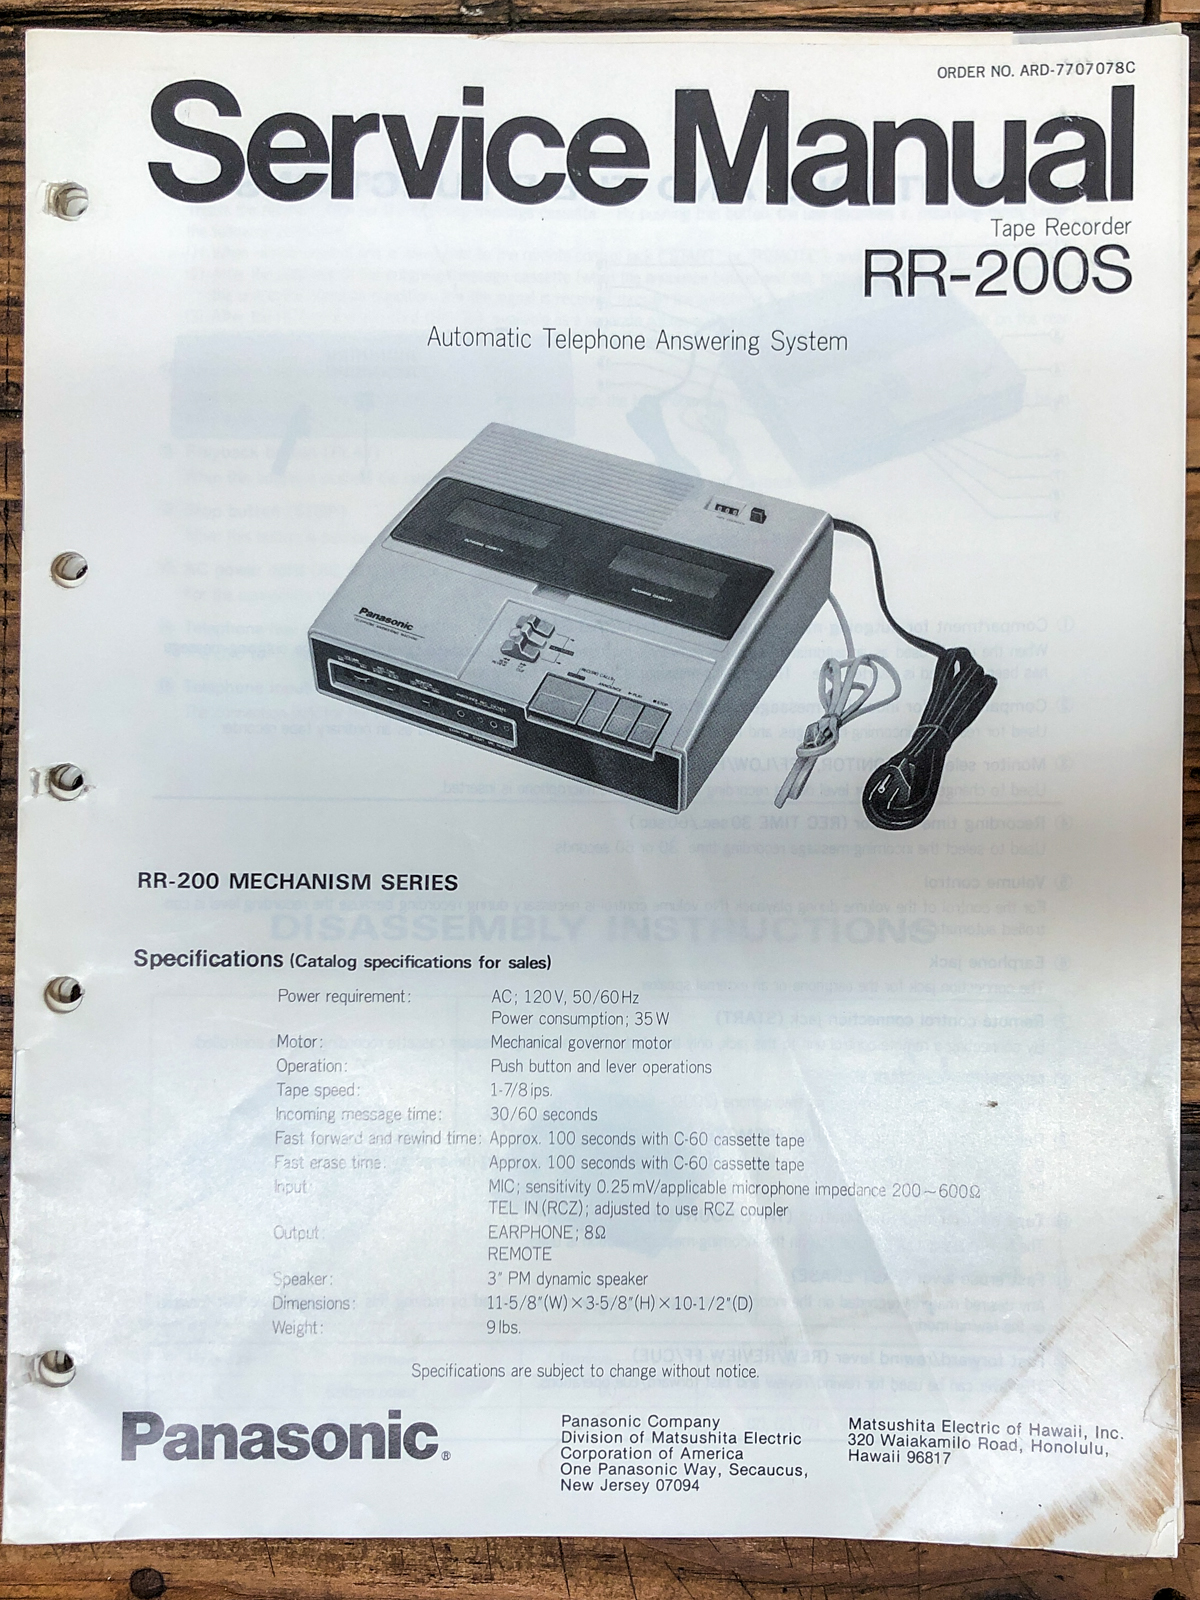 ORDER NO. ARD-7707078C
Service Manual
Tape Recorder
RR-200S
Automatic Telephone Answering System
Panasonic
RR-200 MECHANISM SERIES
Specifications (Catalog specifications for sales)
Power requirement: AC; 120V, 50/60Hz
Power consumption; 35W
Motor: Mechanical governor motor
Operation: Push button and lever operations
Tape speed: 1-7/8ips.
Incoming message time: 30/60 seconds
Fast forward and rewind time: Approx. 100 seconds with C-60 cassette tape
Fast erase time: Approx. 100 seconds with C-60 cassette tape
Input: MIC; sensitivity 0.25mV/applicable microphone impedance 200~600Ω
TEL IN(RCZ); adjusted to use RCZ coupler
Output: EARPHONE; 8Ω
REMOTE
Speaker: 3" PM dynamic speaker
Dimensions: 11-5/8"(W)×3-5/8"(H)×10-1/2"(D)
Weight: 9lbs.
Specifications are subject to change without notice.
Panasonic®
Panasonic Company
Division of Matsushita Electric
Corporation of America
One Panasonic Way, Secaucus,
New Jersey 07094
Matsushita Electric of Hawaii, Inc.
320 Waiakamilo Road, Honolulu,
Hawaii 96817